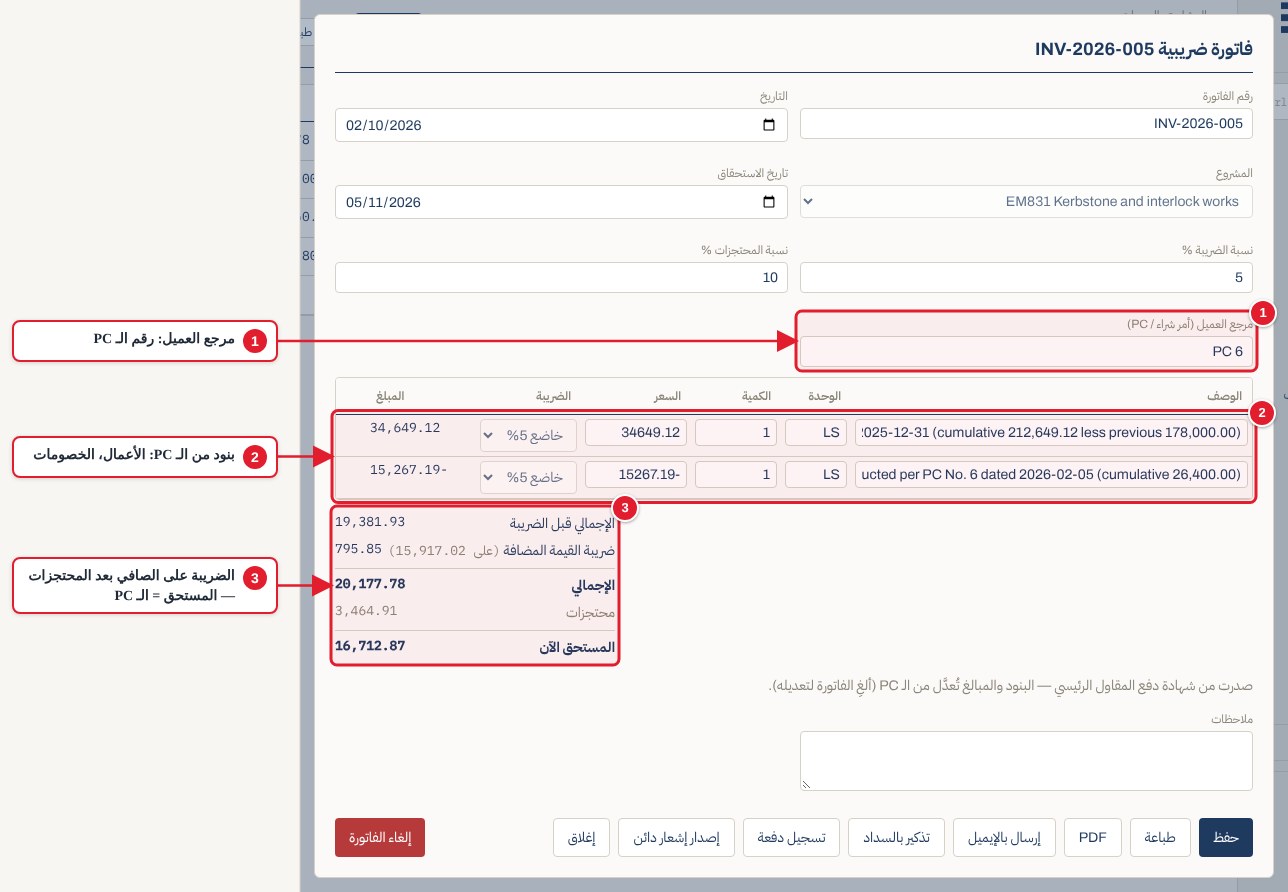 فاتورة ضريبية INV-2026-005
رقم الفاتورة
التاريخ
INV-2026-005
02/10/2026
المشروع
تاريخ الاستحقاق
EM831 Kerbstone and interlock works
05/11/2026
نسبة الضريبة %
نسبة المحتجزات %
5
10
1
مرجع العميل (أمر شراء / PC)
PC 6
1 مرجع العميل: رقم الـ PC
الوصف الوحدة الكمية السعر الضريبة المبلغ
2
2025-12-31 (cumulative 212,649.12 less previous 178,000.00) LS 1 34649.12 خاضع 5% 34,649.12
ucted per PC No. 6 dated 2026-02-05 (cumulative 26,400.00) LS 1 -15267.19 خاضع 5% -15,267.19
2 بنود من الـ PC: الأعمال، الخصومات
3
الإجمالي قبل الضريبة 19,381.93
ضريبة القيمة المضافة (على 15,917.02) 795.85
الإجمالي 20,177.78
محتجزات 3,464.91
المستحق الآن 16,712.87
3 الضريبة على الصافي بعد المحتجزات
— المستحق = الـ PC
صدرت من شهادة دفع المقاول الرئيسي — البنود والمبالغ تُعدَّل من الـ PC (ألغِ الفاتورة لتعديله).
ملاحظات
حفظ
طباعة
PDF
إرسال بالإيميل
تذكير بالسداد
تسجيل دفعة
إصدار إشعار دائن
إغلاق
إلغاء الفاتورة